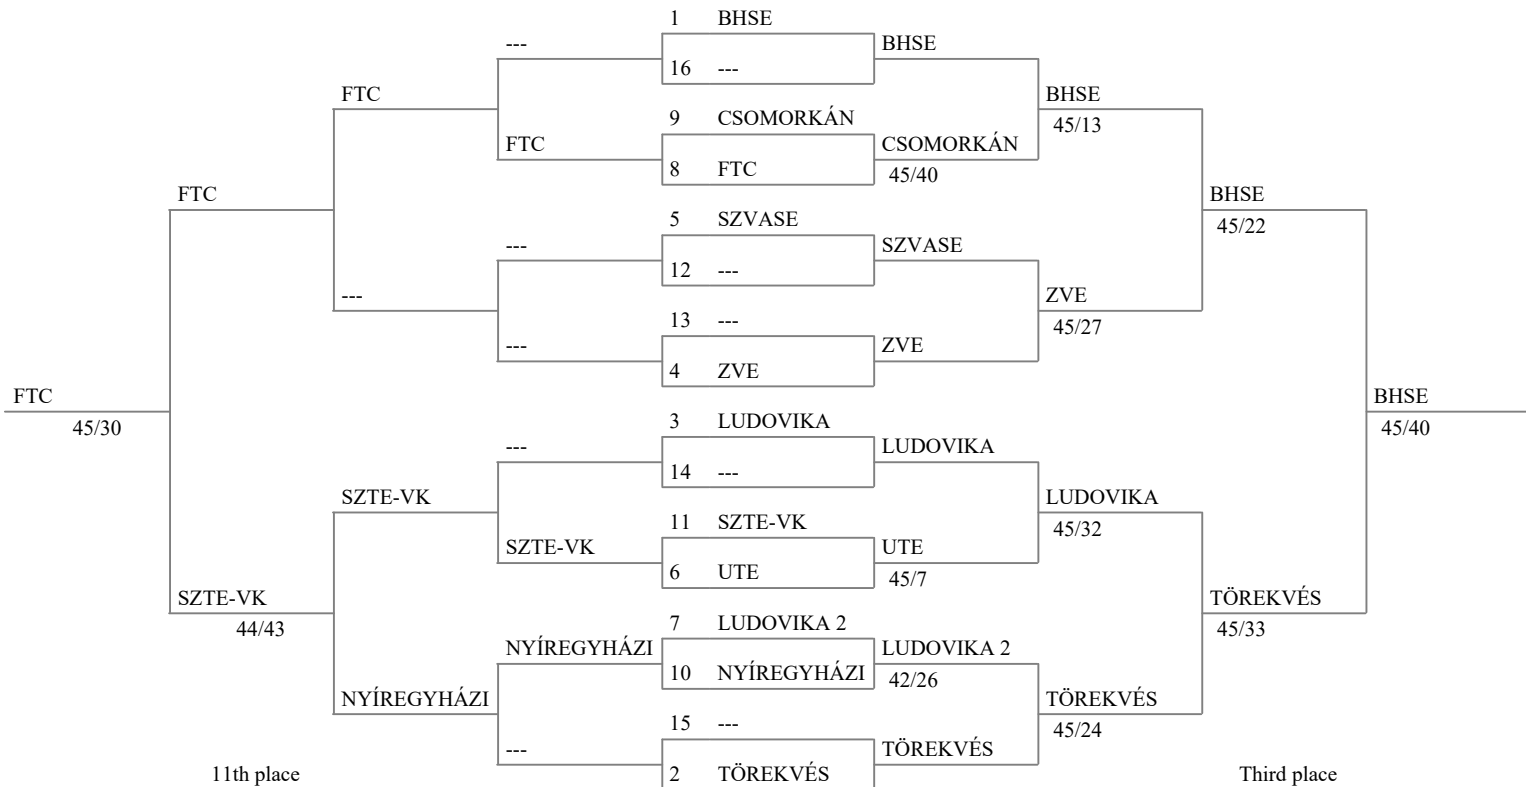 1 BHSE
--- BHSE
16 ---
FTC BHSE
9 CSOMORKÁN 45/13
FTC CSOMORKÁN
8 FTC 45/40
FTC BHSE
5 SZVASE 45/22
--- SZVASE
12 ---
--- ZVE
13 --- 45/27
--- ZVE
4 ZVE
FTC BHSE
45/30 3 LUDOVIKA 45/40
--- LUDOVIKA
14 ---
SZTE-VK LUDOVIKA
11 SZTE-VK 45/32
SZTE-VK UTE
6 UTE 45/7
SZTE-VK TÖREKVÉS
44/43 7 LUDOVIKA 2 45/33
NYÍREGYHÁZI LUDOVIKA 2
10 NYÍREGYHÁZI 42/26
NYÍREGYHÁZI TÖREKVÉS
15 --- 45/24
--- TÖREKVÉS
11th place 2 TÖREKVÉS Third place